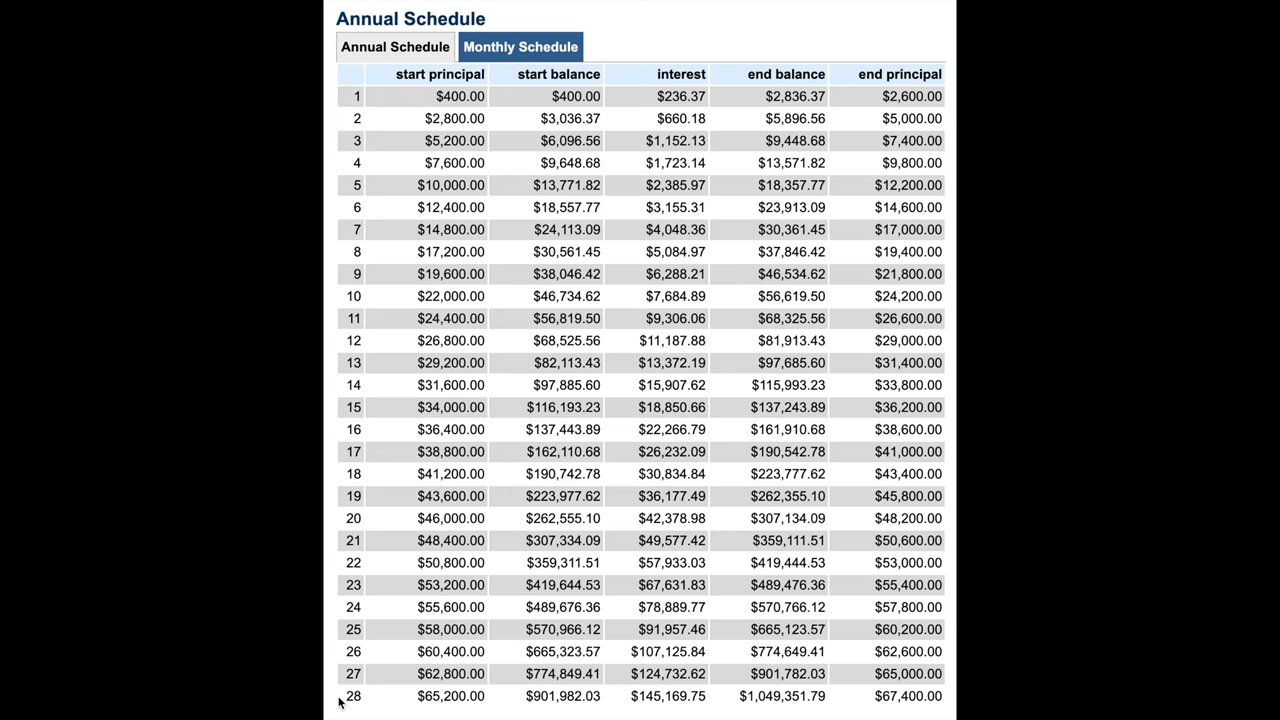 Annual Schedule
Annual Schedule Monthly Schedule
start principal start balance interest end balance end principal
1 $400.00 $400.00 $236.37 $2,836.37 $2,600.00
2 $2,800.00 $3,036.37 $660.18 $5,896.56 $5,000.00
3 $5,200.00 $6,096.56 $1,152.13 $9,448.68 $7,400.00
4 $7,600.00 $9,648.68 $1,723.14 $13,571.82 $9,800.00
5 $10,000.00 $13,771.82 $2,385.97 $18,357.77 $12,200.00
6 $12,400.00 $18,557.77 $3,155.31 $23,913.09 $14,600.00
7 $14,800.00 $24,113.09 $4,048.36 $30,361.45 $17,000.00
8 $17,200.00 $30,561.45 $5,084.97 $37,846.42 $19,400.00
9 $19,600.00 $38,046.42 $6,288.21 $46,534.62 $21,800.00
10 $22,000.00 $46,734.62 $7,684.89 $56,619.50 $24,200.00
11 $24,400.00 $56,819.50 $9,306.06 $68,325.56 $26,600.00
12 $26,800.00 $68,525.56 $11,187.88 $81,913.43 $29,000.00
13 $29,200.00 $82,113.43 $13,372.19 $97,685.60 $31,400.00
14 $31,600.00 $97,885.60 $15,907.62 $115,993.23 $33,800.00
15 $34,000.00 $116,193.23 $18,850.66 $137,243.89 $36,200.00
16 $36,400.00 $137,443.89 $22,266.79 $161,910.68 $38,600.00
17 $38,800.00 $162,110.68 $26,232.09 $190,542.78 $41,000.00
18 $41,200.00 $190,742.78 $30,834.84 $223,777.62 $43,400.00
19 $43,600.00 $223,977.62 $36,177.49 $262,355.10 $45,800.00
20 $46,000.00 $262,555.10 $42,378.98 $307,134.09 $48,200.00
21 $48,400.00 $307,334.09 $49,577.42 $359,111.51 $50,600.00
22 $50,800.00 $359,311.51 $57,933.03 $419,444.53 $53,000.00
23 $53,200.00 $419,644.53 $67,631.83 $489,476.36 $55,400.00
24 $55,600.00 $489,676.36 $78,889.77 $570,766.12 $57,800.00
25 $58,000.00 $570,966.12 $91,957.46 $665,123.57 $60,200.00
26 $60,400.00 $665,323.57 $107,125.84 $774,649.41 $62,600.00
27 $62,800.00 $774,849.41 $124,732.62 $901,782.03 $65,000.00
28 $65,200.00 $901,982.03 $145,169.75 $1,049,351.79 $67,400.00